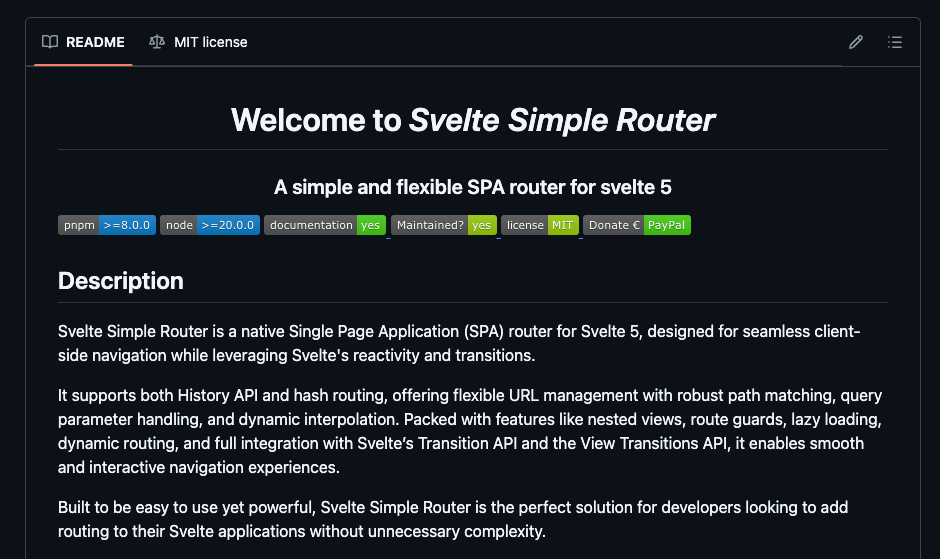 README MIT license
Welcome to Svelte Simple Router
A simple and flexible SPA router for svelte 5
pnpm >=8.0.0 node >=20.0.0 documentation yes Maintained? yes license MIT Donate € PayPal
Description
Svelte Simple Router is a native Single Page Application (SPA) router for Svelte 5, designed for seamless client-
side navigation while leveraging Svelte's reactivity and transitions.
It supports both History API and hash routing, offering flexible URL management with robust path matching, query
parameter handling, and dynamic interpolation. Packed with features like nested views, route guards, lazy loading,
dynamic routing, and full integration with Svelte’s Transition API and the View Transitions API, it enables smooth
and interactive navigation experiences.
Built to be easy to use yet powerful, Svelte Simple Router is the perfect solution for developers looking to add
routing to their Svelte applications without unnecessary complexity.